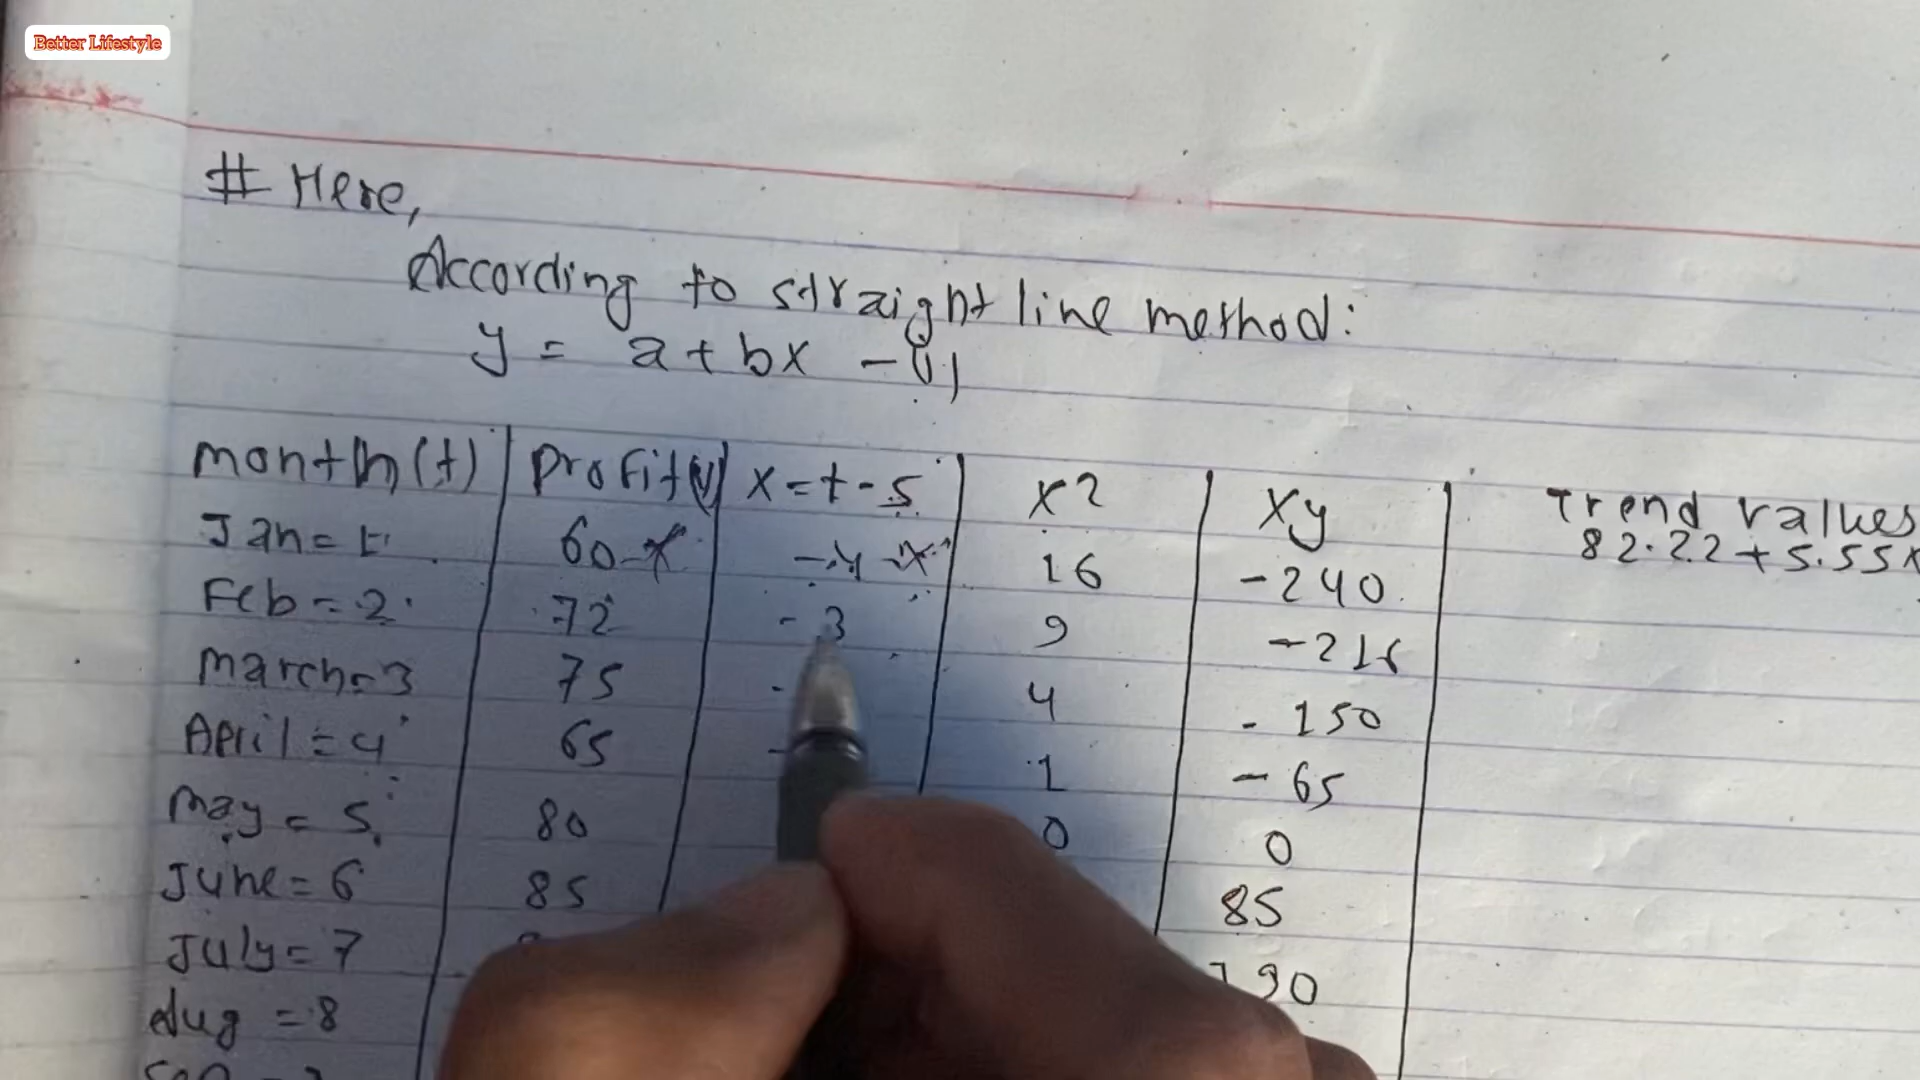 Better Lifestyle
# Here,
According to straight line method:
y = a + bx - (i)
Month (t) Profit(y) x = t - 5 x2 xy Trend values
82.22 + 5.55x
Jan = 1 60 -4 16 -240
Feb = 2 72 -3 9 -216
March = 3 75 - 4 -150
April = 4 65 - 1 -65
May = 5 80 0 0
June = 6 85 85
July = 7 190
Aug = 8